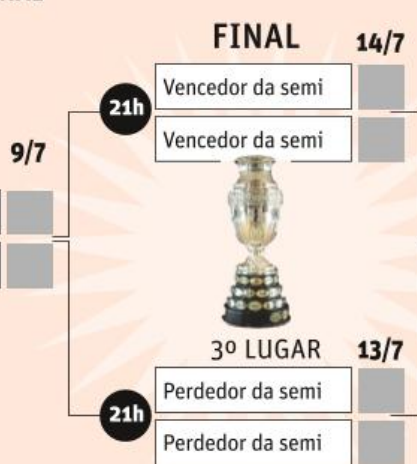 FINAL 14/7
21h
Vencedor da semi
Vencedor da semi
9/7
3º LUGAR 13/7
21h
Perdedor da semi
Perdedor da semi